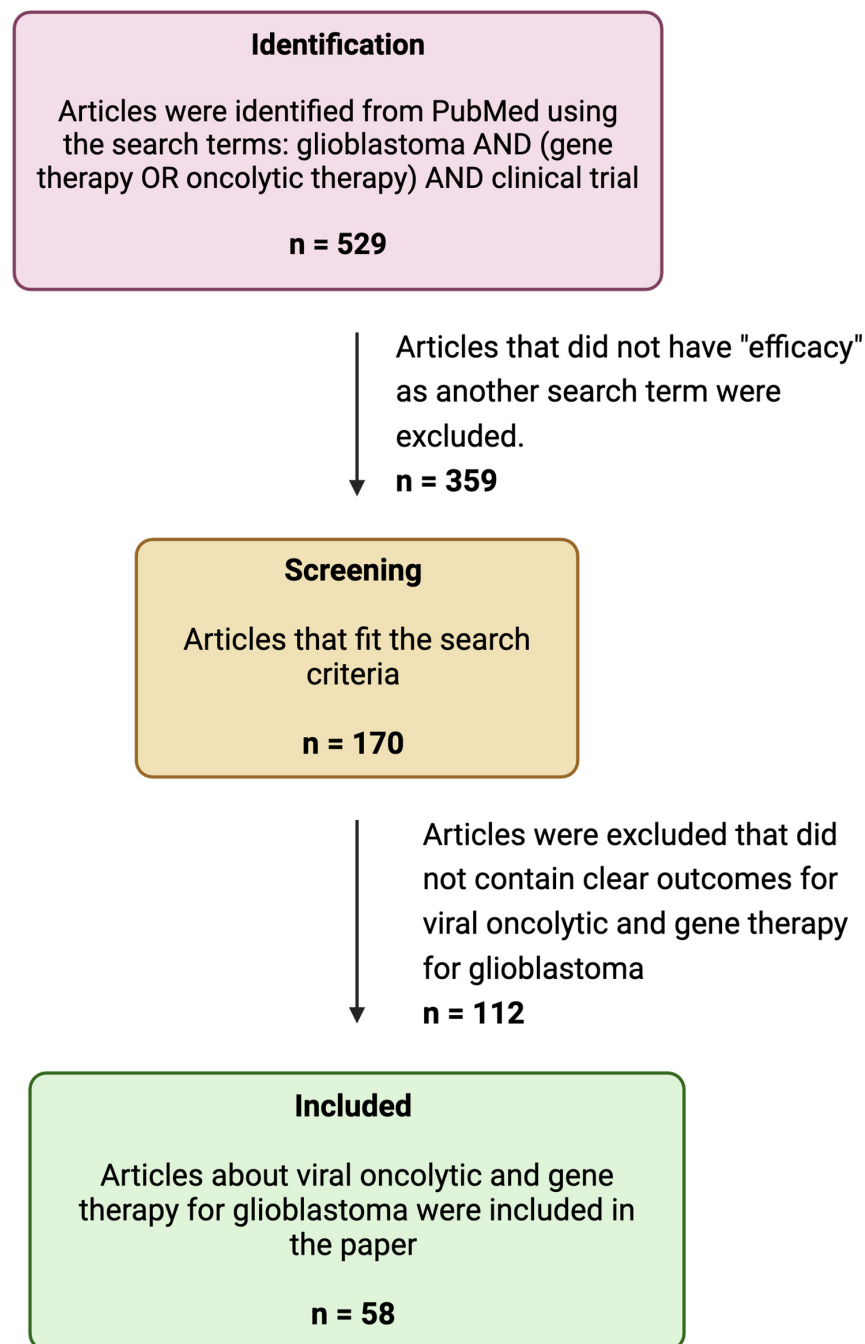 Identification
Articles were identified from PubMed using
the search terms: glioblastoma AND (gene
therapy OR oncolytic therapy) AND clinical trial
n = 529
Articles that did not have "efficacy"
as another search term were
excluded.
n = 359
Screening
Articles that fit the search
criteria
n = 170
Articles were excluded that did
not contain clear outcomes for
viral oncolytic and gene therapy
for glioblastoma
n = 112
Included
Articles about viral oncolytic and gene
therapy for glioblastoma were included in
the paper
n = 58